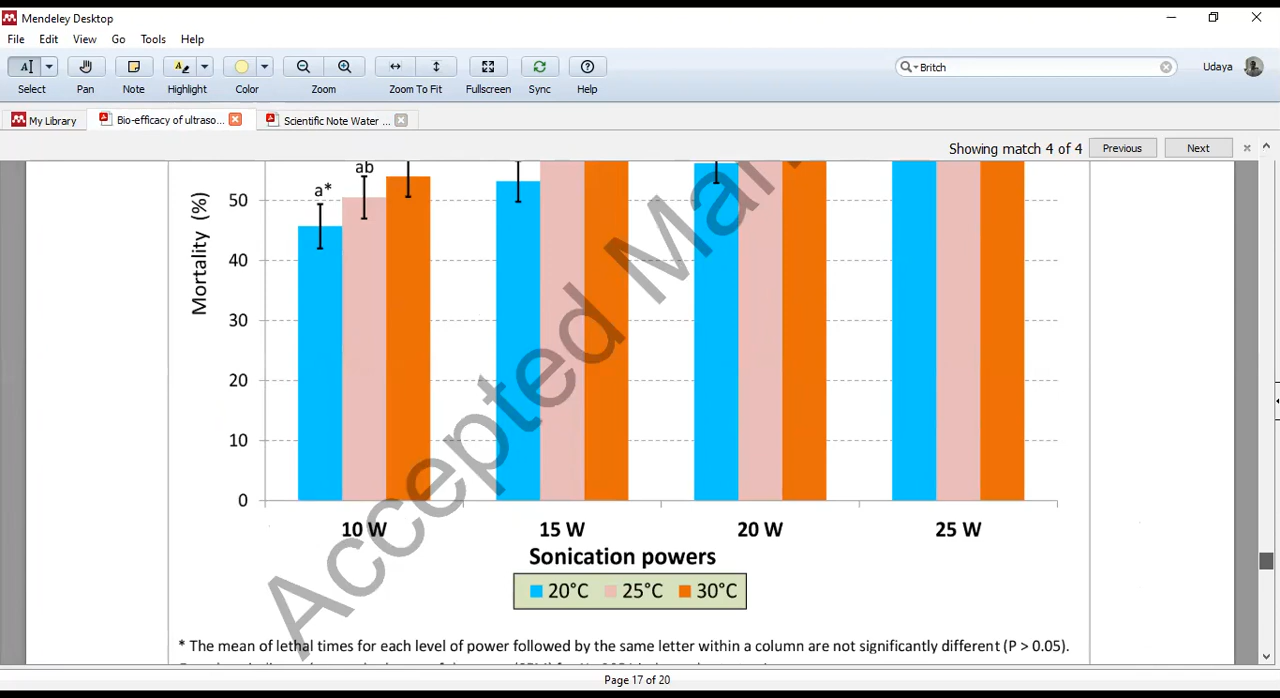 Mendeley Desktop
File Edit View Go Tools Help
Britch
Udaya
Select Pan Note Highlight Color Zoom Zoom To Fit Fullscreen Sync Help
My Library Bio-efficacy of ultraso... Scientific Note Water ...
Showing match 4 of 4 Previous Next
ab
a*
50
40
30
20
10
0
Mortality (%)
10 W 15 W 20 W 25 W
Sonication powers
20°C 25°C 30°C
Accepted Man
* The mean of lethal times for each level of power followed by the same letter within a column are not significantly different (P > 0.05).
Page 17 of 20